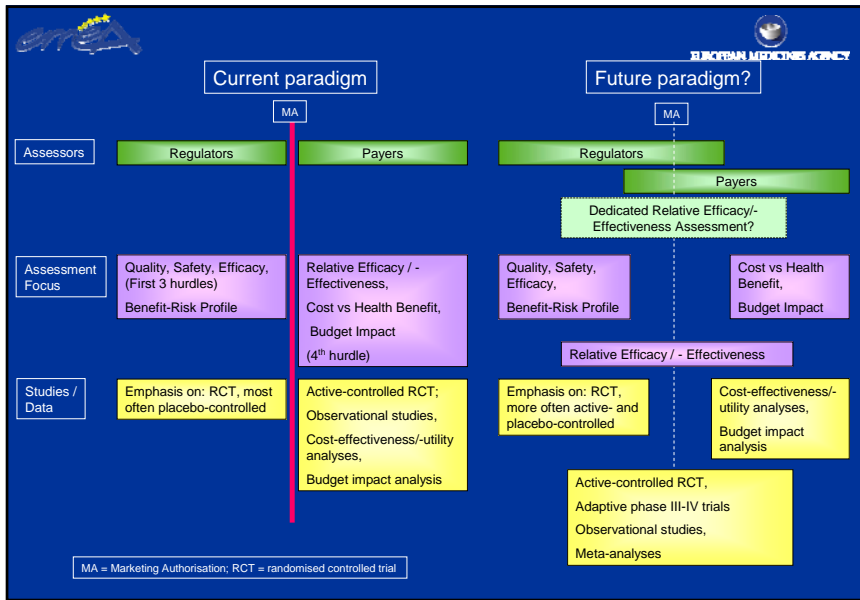 emea
EUROPEAN MEDICINES AGENCY
Current paradigm
Future paradigm?
MA
MA
Assessors
Regulators
Payers
Regulators
Payers
Dedicated Relative Efficacy/-
Effectiveness Assessment?
Assessment
Focus
Quality, Safety, Efficacy,
(First 3 hurdles)
Benefit-Risk Profile
Relative Efficacy / -
Effectiveness,
Cost vs Health Benefit,
Budget Impact
(4th hurdle)
Quality, Safety,
Efficacy,
Benefit-Risk Profile
Cost vs Health
Benefit,
Budget Impact
Relative Efficacy / - Effectiveness
Studies /
Data
Emphasis on: RCT, most
often placebo-controlled
Active-controlled RCT;
Observational studies,
Cost-effectiveness/-utility
analyses,
Budget impact analysis
Emphasis on: RCT,
more often active- and
placebo-controlled
Cost-effectiveness/-
utility analyses,
Budget impact
analysis
Active-controlled RCT,
Adaptive phase III-IV trials
Observational studies,
Meta-analyses
MA = Marketing Authorisation; RCT = randomised controlled trial